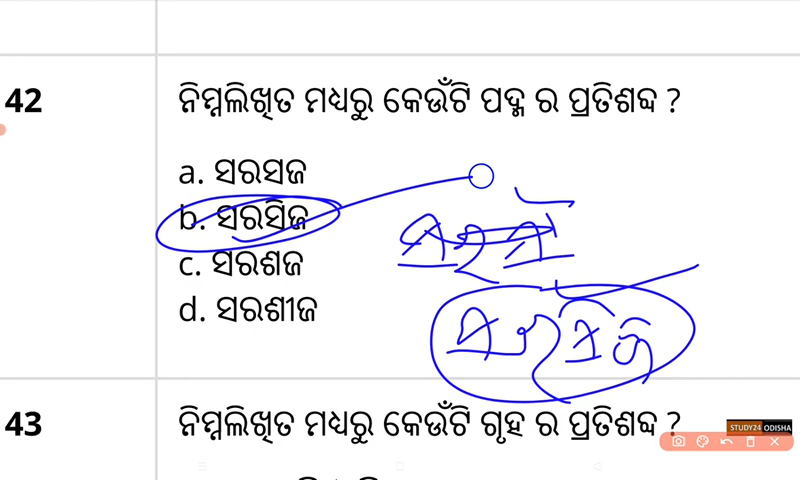 42
ନିମ୍ନଲିଖିତ ମଧ୍ୟରୁ କେଉଁଟି ପଦ୍ମ ର ପ୍ରତିଶବ୍ଦ ?
a. ସରସଜ
b. ସରସିଜ
c. ସରଶଜ
d. ସରଶୀଜ
ସରସିଜ
43
ନିମ୍ନଲିଖିତ ମଧ୍ୟରୁ କେଉଁଟି ଗୃହ ର ପ୍ରତିଶବ୍ଦ ?
STUDY24 ODISHA